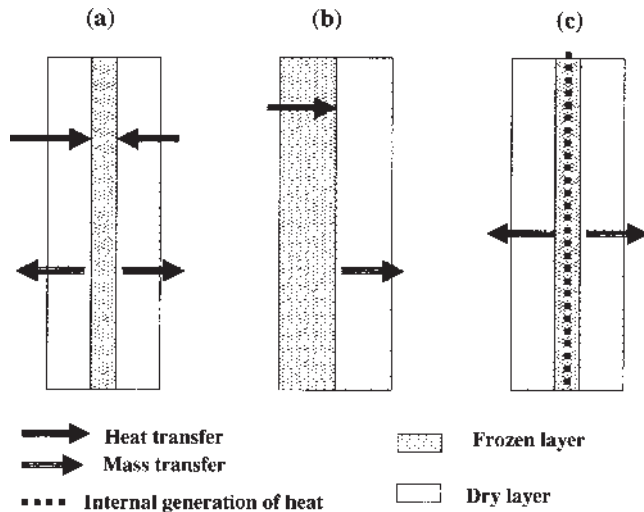 (a)
(b)
(c)
Heat transfer
Mass transfer
Internal generation of heat
Frozen layer
Dry layer